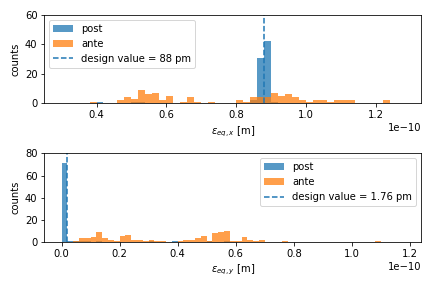 60
40
20
0
counts
post
ante
design value = 88 pm
0.4 0.6 0.8 1.0 1.2
1e−10
εeq,x [m]
80
60
40
20
0
counts
post
ante
design value = 1.76 pm
0.0 0.2 0.4 0.6 0.8 1.0 1.2
1e−10
εeq,y [m]